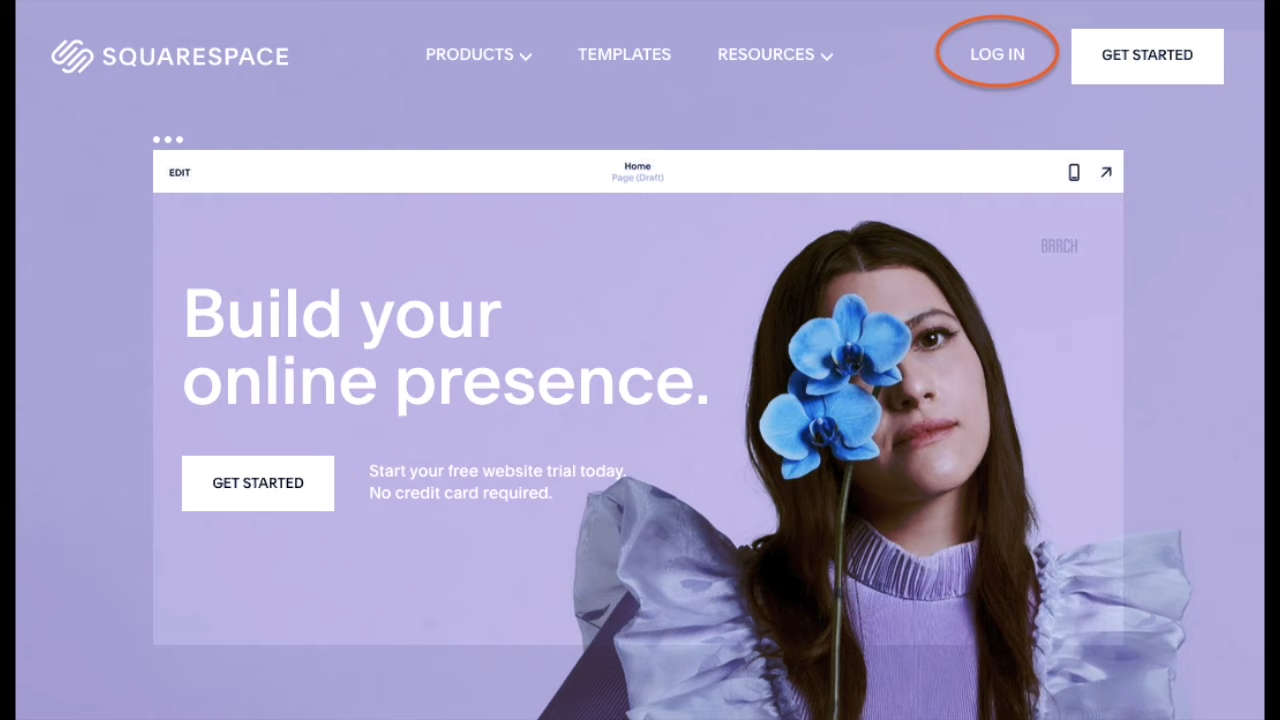 SQUARESPACE
PRODUCTS
TEMPLATES
RESOURCES
LOG IN
GET STARTED
EDIT
Home
Page (Draft)
BRRCH
Build your
online presence.
GET STARTED
Start your free website trial today.
No credit card required.